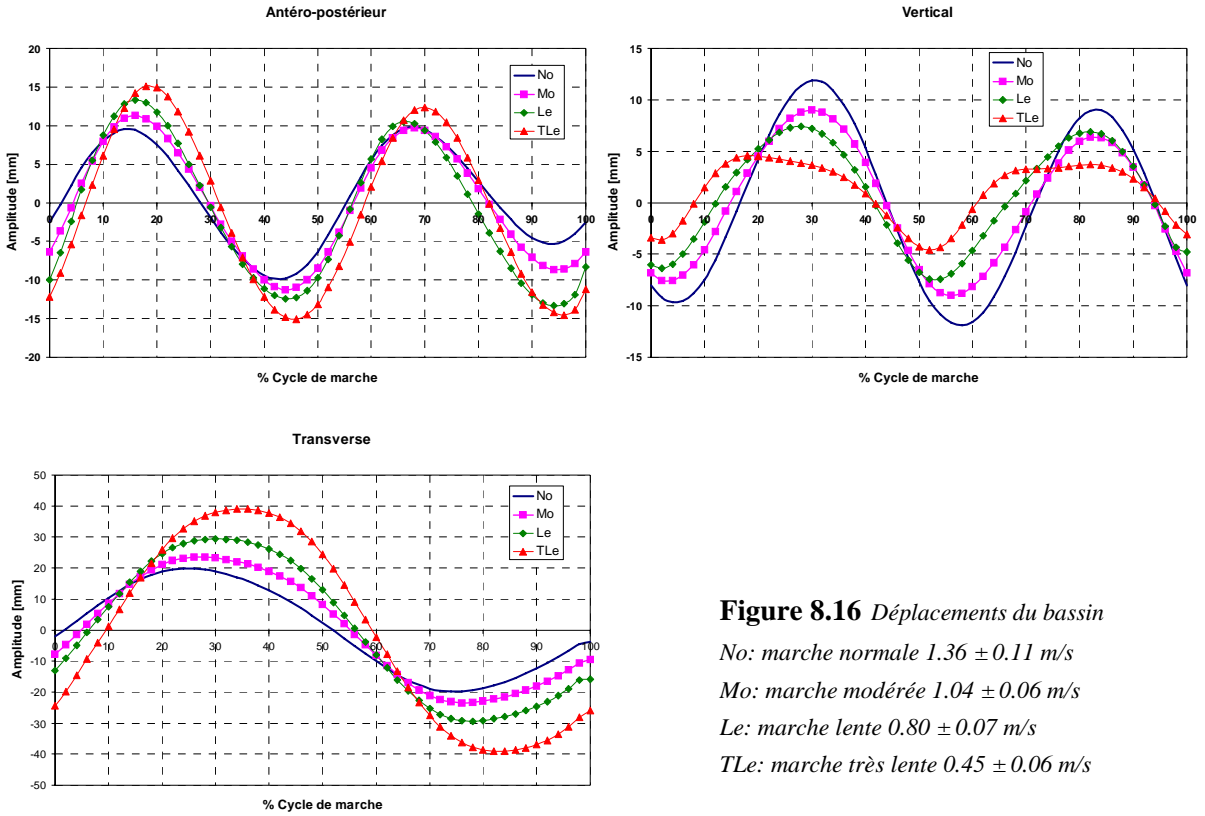 Antéro-postérieur
20
15
10
5
0
-5
-10
-15
-20
0 10 20 30 40 50 60 70 80 90 100
Amplitude [mm]
% Cycle de marche
No
Mo
Le
TLe
Vertical
15
10
5
0
-5
-10
-15
0 10 20 30 40 50 60 70 80 90 100
Amplitude [mm]
% Cycle de marche
No
Mo
Le
TLe
Transverse
50
40
30
20
10
0
-10
-20
-30
-40
-50
0 10 20 30 40 50 60 70 80 90 100
Amplitude [mm]
% Cycle de marche
No
Mo
Le
TLe
Figure 8.16 Déplacements du bassin
No: marche normale 1.36 ± 0.11 m/s
Mo: marche modérée 1.04 ± 0.06 m/s
Le: marche lente 0.80 ± 0.07 m/s
TLe: marche très lente 0.45 ± 0.06 m/s